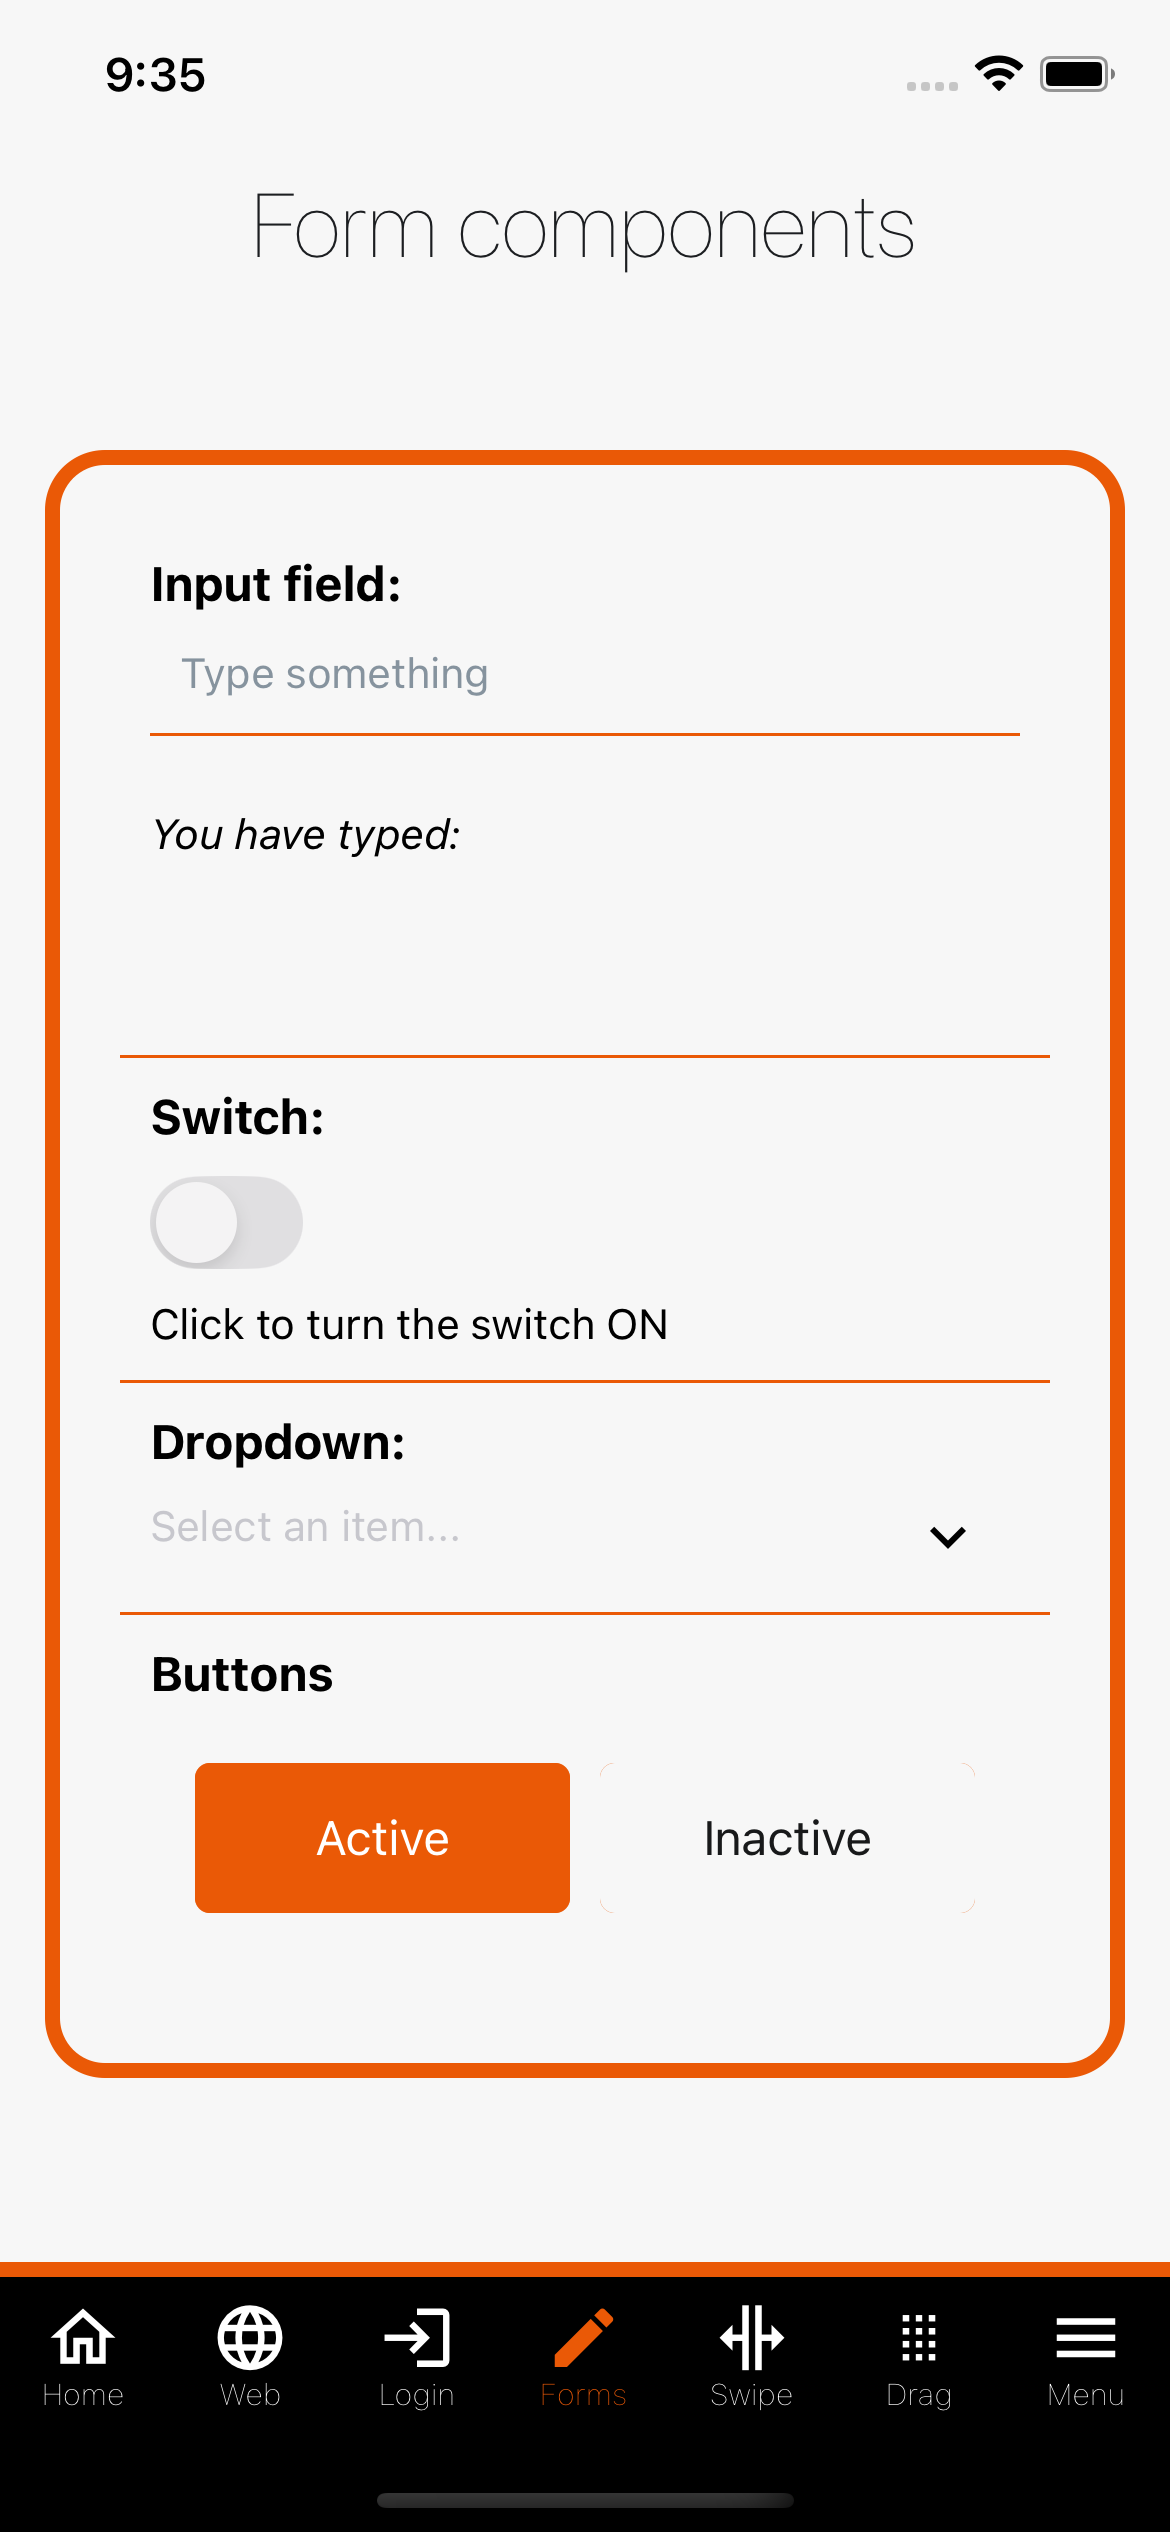 9:35
Form components
Input field:
Type something
You have typed:
Switch:
Click to turn the switch ON
Dropdown:
Select an item...
Buttons
Active Inactive
Home Web Login Forms Swipe Drag Menu